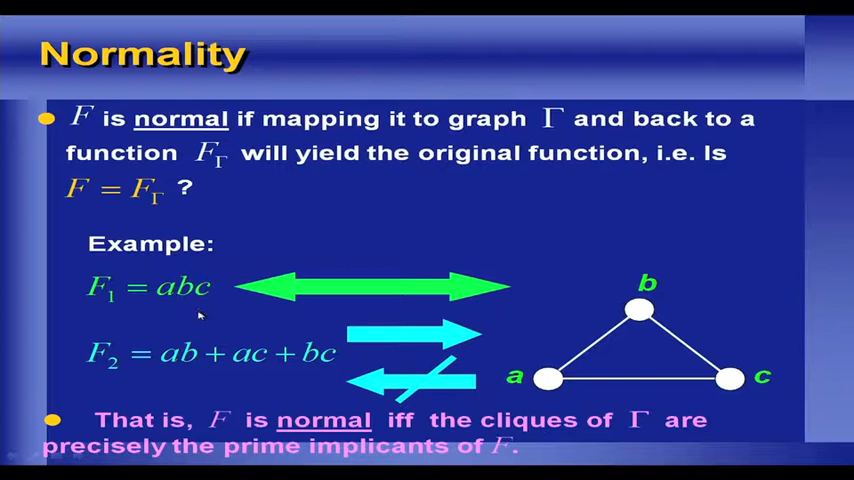 Normality
F is normal if mapping it to graph Γ and back to a
function F_Γ will yield the original function, i.e. Is
F = F_Γ ?
Example:
F₁ = abc
b
F₂ = ab + ac + bc
a
c
That is, F is normal iff the cliques of Γ are
precisely the prime implicants of F.